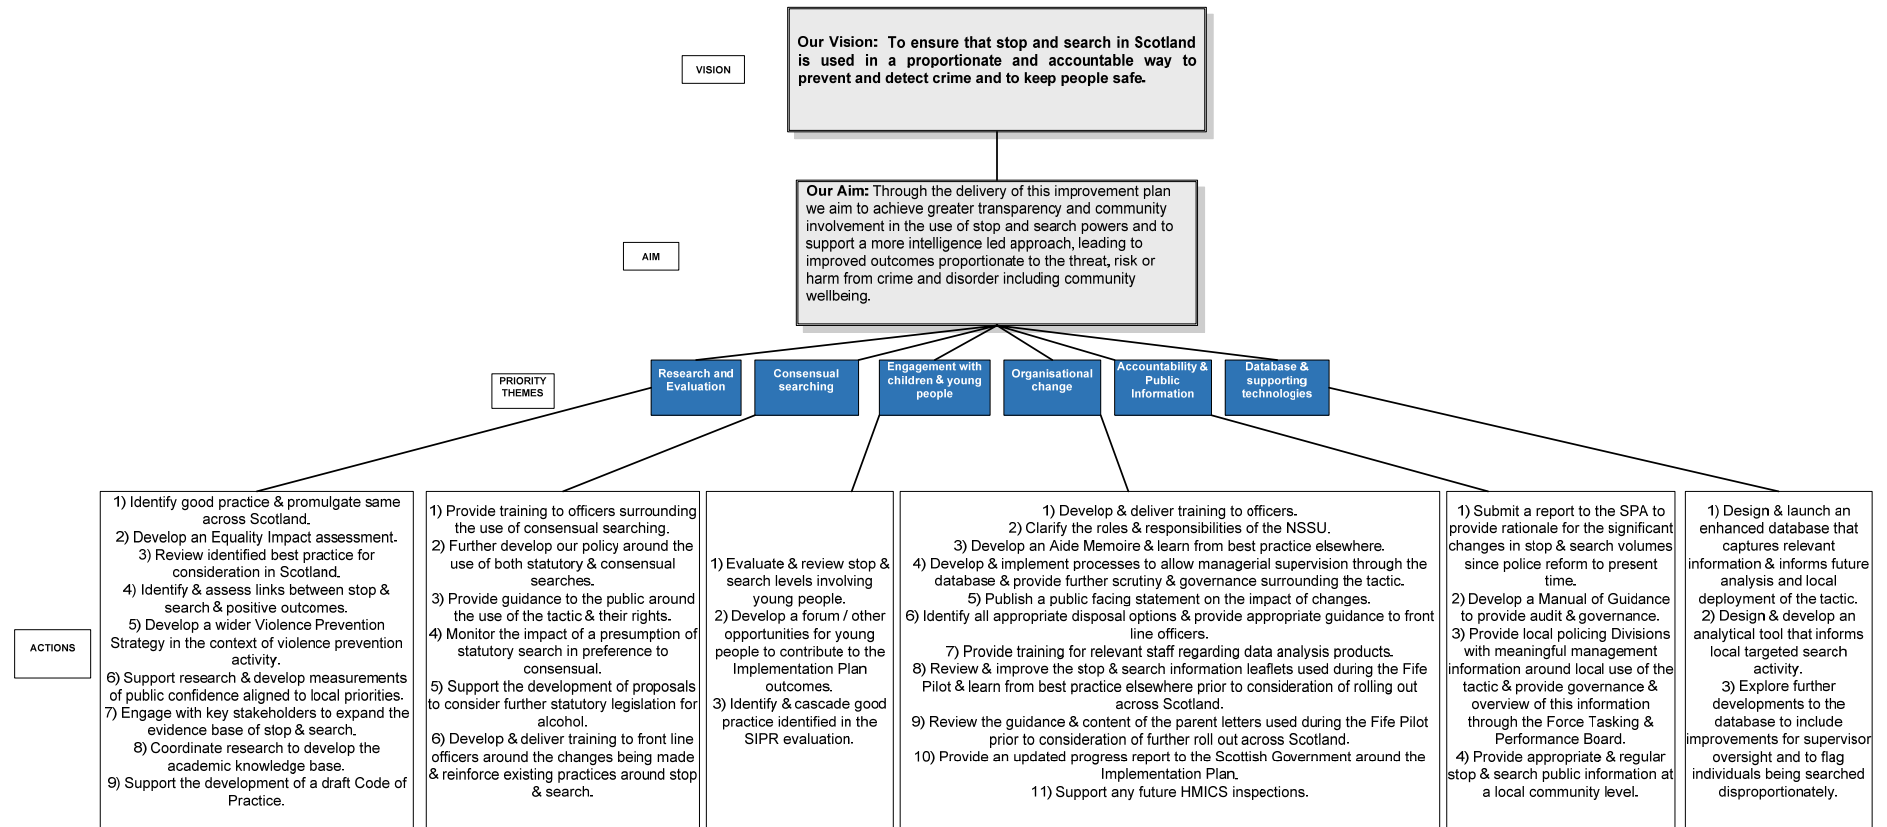 VISION
Our Vision: To ensure that stop and search in Scotland
is used in a proportionate and accountable way to
prevent and detect crime and to keep people safe.
AIM
Our Aim: Through the delivery of this improvement plan
we aim to achieve greater transparency and community
involvement in the use of stop and search powers and to
support a more intelligence led approach, leading to
improved outcomes proportionate to the threat, risk or
harm from crime and disorder including community
wellbeing.
PRIORITY
THEMES
Research and
Evaluation
Consensual
searching
Engagement with
children & young
people
Organisational
change
Accountability &
Public
Information
Database &
supporting
technologies
ACTIONS
1) Identify good practice & promulgate same
across Scotland.
2) Develop an Equality Impact assessment.
3) Review identified best practice for
consideration in Scotland.
4) Identify & assess links between stop &
search & positive outcomes.
5) Develop a wider Violence Prevention
Strategy in the context of violence prevention
activity.
6) Support research & develop measurements
of public confidence aligned to local priorities.
7) Engage with key stakeholders to expand the
evidence base of stop & search.
8) Coordinate research to develop the
academic knowledge base.
9) Support the development of a draft Code of
Practice.
1) Provide training to officers surrounding
the use of consensual searching.
2) Further develop our policy around the
use of both statutory & consensual
searches.
3) Provide guidance to the public around
the use of the tactic & their rights.
4) Monitor the impact of a presumption of
statutory search in preference to
consensual.
5) Support the development of proposals
to consider further statutory legislation for
alcohol.
6) Develop & deliver training to front line
officers around the changes being made
& reinforce existing practices around stop
& search.
1) Evaluate & review stop &
search levels involving
young people.
2) Develop a forum / other
opportunities for young
people to contribute to the
Implementation Plan
outcomes.
3) Identify & cascade good
practice identified in the
SIPR evaluation.
1) Develop & deliver training to officers.
2) Clarify the roles & responsibilities of the NSSU.
3) Develop an Aide Memoire & learn from best practice elsewhere.
4) Develop & implement processes to allow managerial supervision through the
database & provide further scrutiny & governance surrounding the tactic.
5) Publish a public facing statement on the impact of changes.
6) Identify all appropriate disposal options & provide appropriate guidance to front
line officers.
7) Provide training for relevant staff regarding data analysis products.
8) Review & improve the stop & search information leaflets used during the Fife
Pilot & learn from best practice elsewhere prior to consideration of rolling out
across Scotland.
9) Review the guidance & content of the parent letters used during the Fife Pilot
prior to consideration of further roll out across Scotland.
10) Provide an updated progress report to the Scottish Government around the
Implementation Plan.
11) Support any future HMICS inspections.
1) Submit a report to the SPA to
provide rationale for the significant
changes in stop & search volumes
since police reform to present
time.
2) Develop a Manual of Guidance
to provide audit & governance.
3) Provide local policing Divisions
with meaningful management
information around local use of the
tactic & provide governance &
overview of this information
through the Force Tasking &
Performance Board.
4) Provide appropriate & regular
stop & search public information at
a local community level.
1) Design & launch an
enhanced database that
captures relevant
information & informs future
analysis and local
deployment of the tactic.
2) Design & develop an
analytical tool that informs
local targeted search
activity.
3) Explore further
developments to the
database to include
improvements for supervisor
oversight and to flag
individuals being searched
disproportionately.